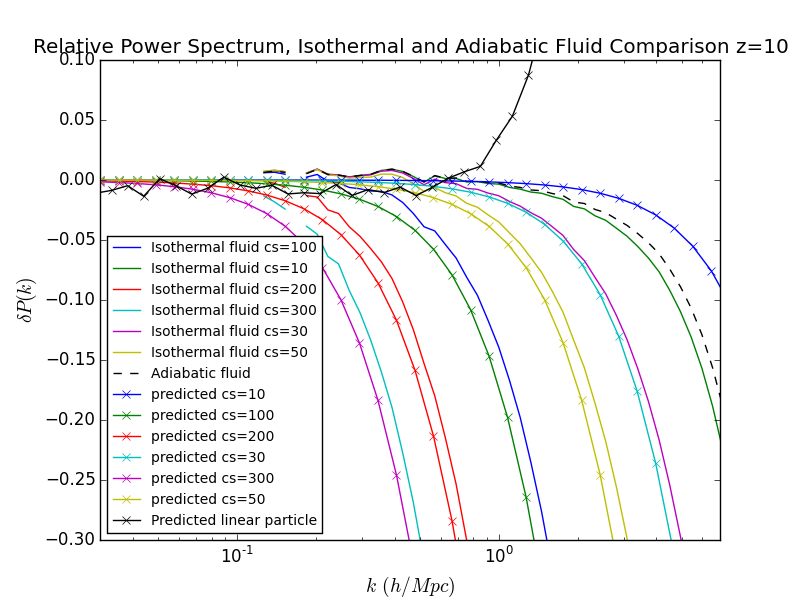 Relative Power Spectrum, Isothermal and Adiabatic Fluid Comparison z=10
0.10
0.05
0.00
−0.05
−0.10
−0.15
−0.20
−0.25
−0.30
δP(k)
Isothermal fluid cs=100
Isothermal fluid cs=10
Isothermal fluid cs=200
Isothermal fluid cs=300
Isothermal fluid cs=30
Isothermal fluid cs=50
Adiabatic fluid
predicted cs=10
predicted cs=100
predicted cs=200
predicted cs=30
predicted cs=300
predicted cs=50
Predicted linear particle
10⁻¹ 10⁰
k (h/Mpc)